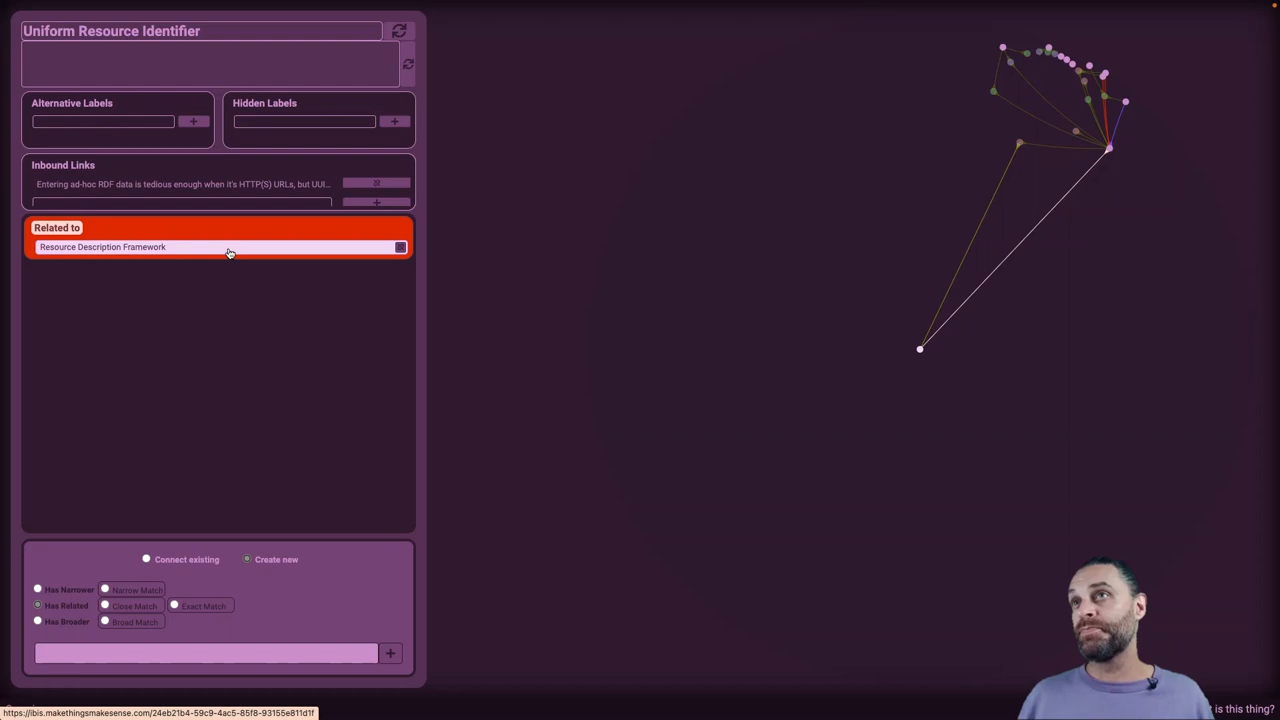 Uniform Resource Identifier
Alternative Labels
Hidden Labels
+
+
Inbound Links
Entering ad-hoc RDF data is tedious enough when it's HTTP(S) URLs, but UUI...
+
Related to
Resource Description Framework
Connect existing
Create new
Has Narrower
Narrow Match
Has Related
Close Match
Exact Match
Has Broader
Broad Match
+
https://ibis.makethingsmakesense.com/24eb21b4-59c9-4ac5-85f8-93155e811d1f
is this thing?